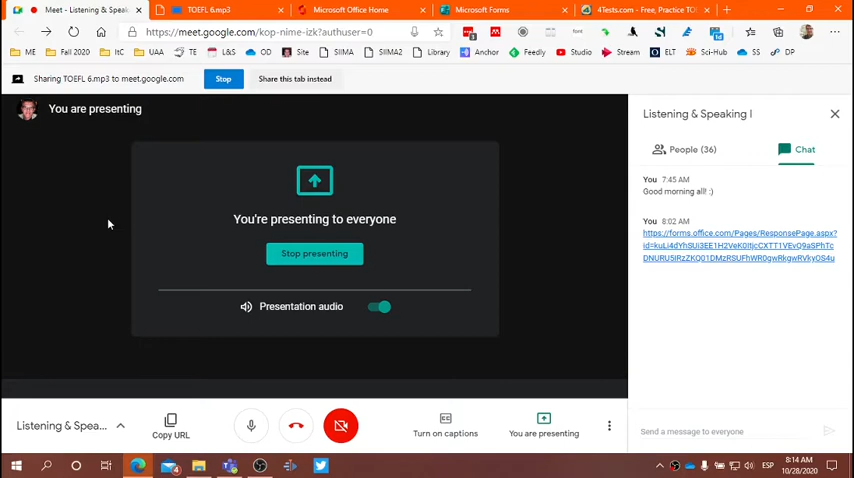 Meet - Listening & Speak
TOEFL 6.mp3
Microsoft Office Home
Microsoft Forms
4Tests.com - Free, Practice TO
https://meet.google.com/kop-nime-izk?authuser=0
ME
Fall 2020
ItC
UAA
TE
L&S
OD
Site
SIIMA
SIIMA2
Library
Anchor
Feedly
Studio
Stream
ELT
Sci-Hub
SS
DP
Sharing TOEFL 6.mp3 to meet.google.com
Stop
Share this tab instead
You are presenting
You're presenting to everyone
Stop presenting
Presentation audio
Listening & Speaking I
People (36)
Chat
You 7:45 AM
Good morning all! :)
You 8:02 AM
https://forms.office.com/Pages/ResponsePage.aspx?
Listening & Spea...
Copy URL
Turn on captions
You are presenting
Send a message to everyone
ESP
8:14 AM
10/28/2020